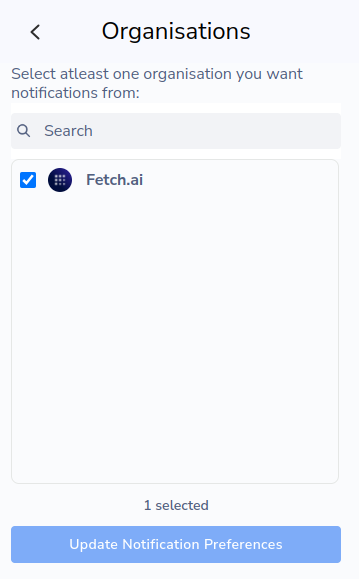 Organisations
Select atleast one organisation you want
notifications from:
Search
Fetch.ai
1 selected
Update Notification Preferences